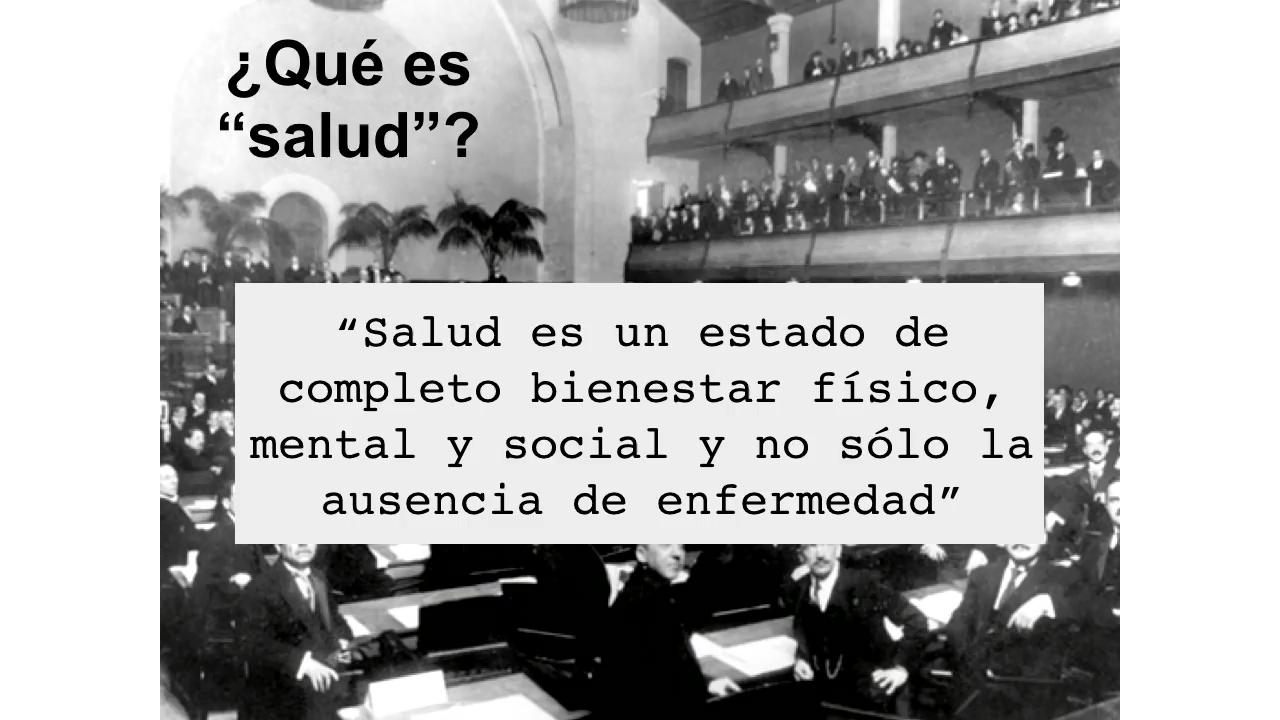 ¿Qué es
“salud”?
“Salud es un estado de
completo bienestar físico,
mental y social y no sólo la
ausencia de enfermedad”